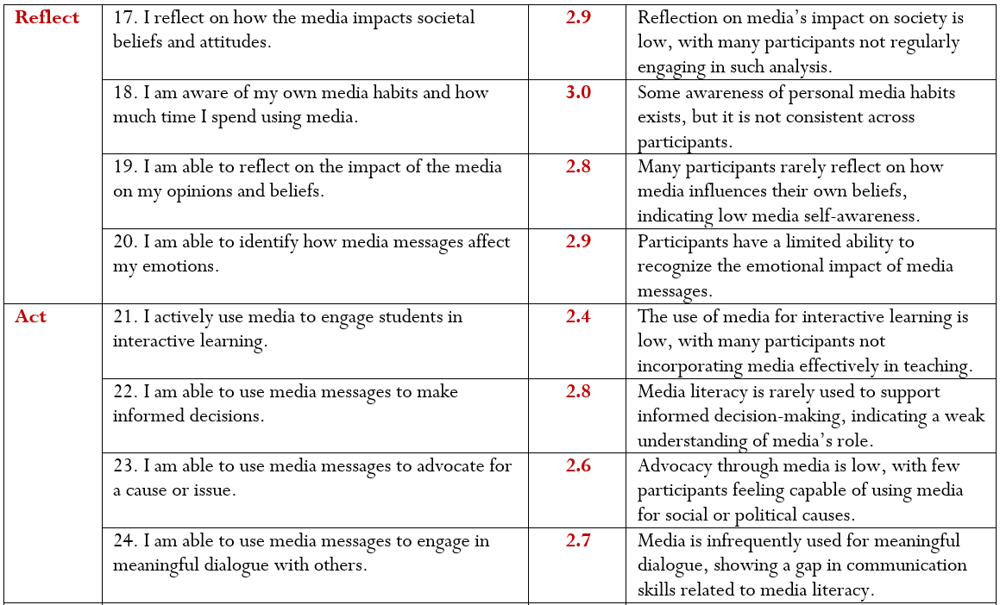 Reflect
17. I reflect on how the media impacts societal
beliefs and attitudes.
2.9
Reflection on media’s impact on society is
low, with many participants not regularly
engaging in such analysis.
18. I am aware of my own media habits and how
much time I spend using media.
3.0
Some awareness of personal media habits
exists, but it is not consistent across
participants.
19. I am able to reflect on the impact of the media
on my opinions and beliefs.
2.8
Many participants rarely reflect on how
media influences their own beliefs,
indicating low media self-awareness.
20. I am able to identify how media messages affect
my emotions.
2.9
Participants have a limited ability to
recognize the emotional impact of media
messages.
Act
21. I actively use media to engage students in
interactive learning.
2.4
The use of media for interactive learning is
low, with many participants not
incorporating media effectively in teaching.
22. I am able to use media messages to make
informed decisions.
2.8
Media literacy is rarely used to support
informed decision-making, indicating a weak
understanding of media’s role.
23. I am able to use media messages to advocate for
a cause or issue.
2.6
Advocacy through media is low, with few
participants feeling capable of using media
for social or political causes.
24. I am able to use media messages to engage in
meaningful dialogue with others.
2.7
Media is infrequently used for meaningful
dialogue, showing a gap in communication
skills related to media literacy.